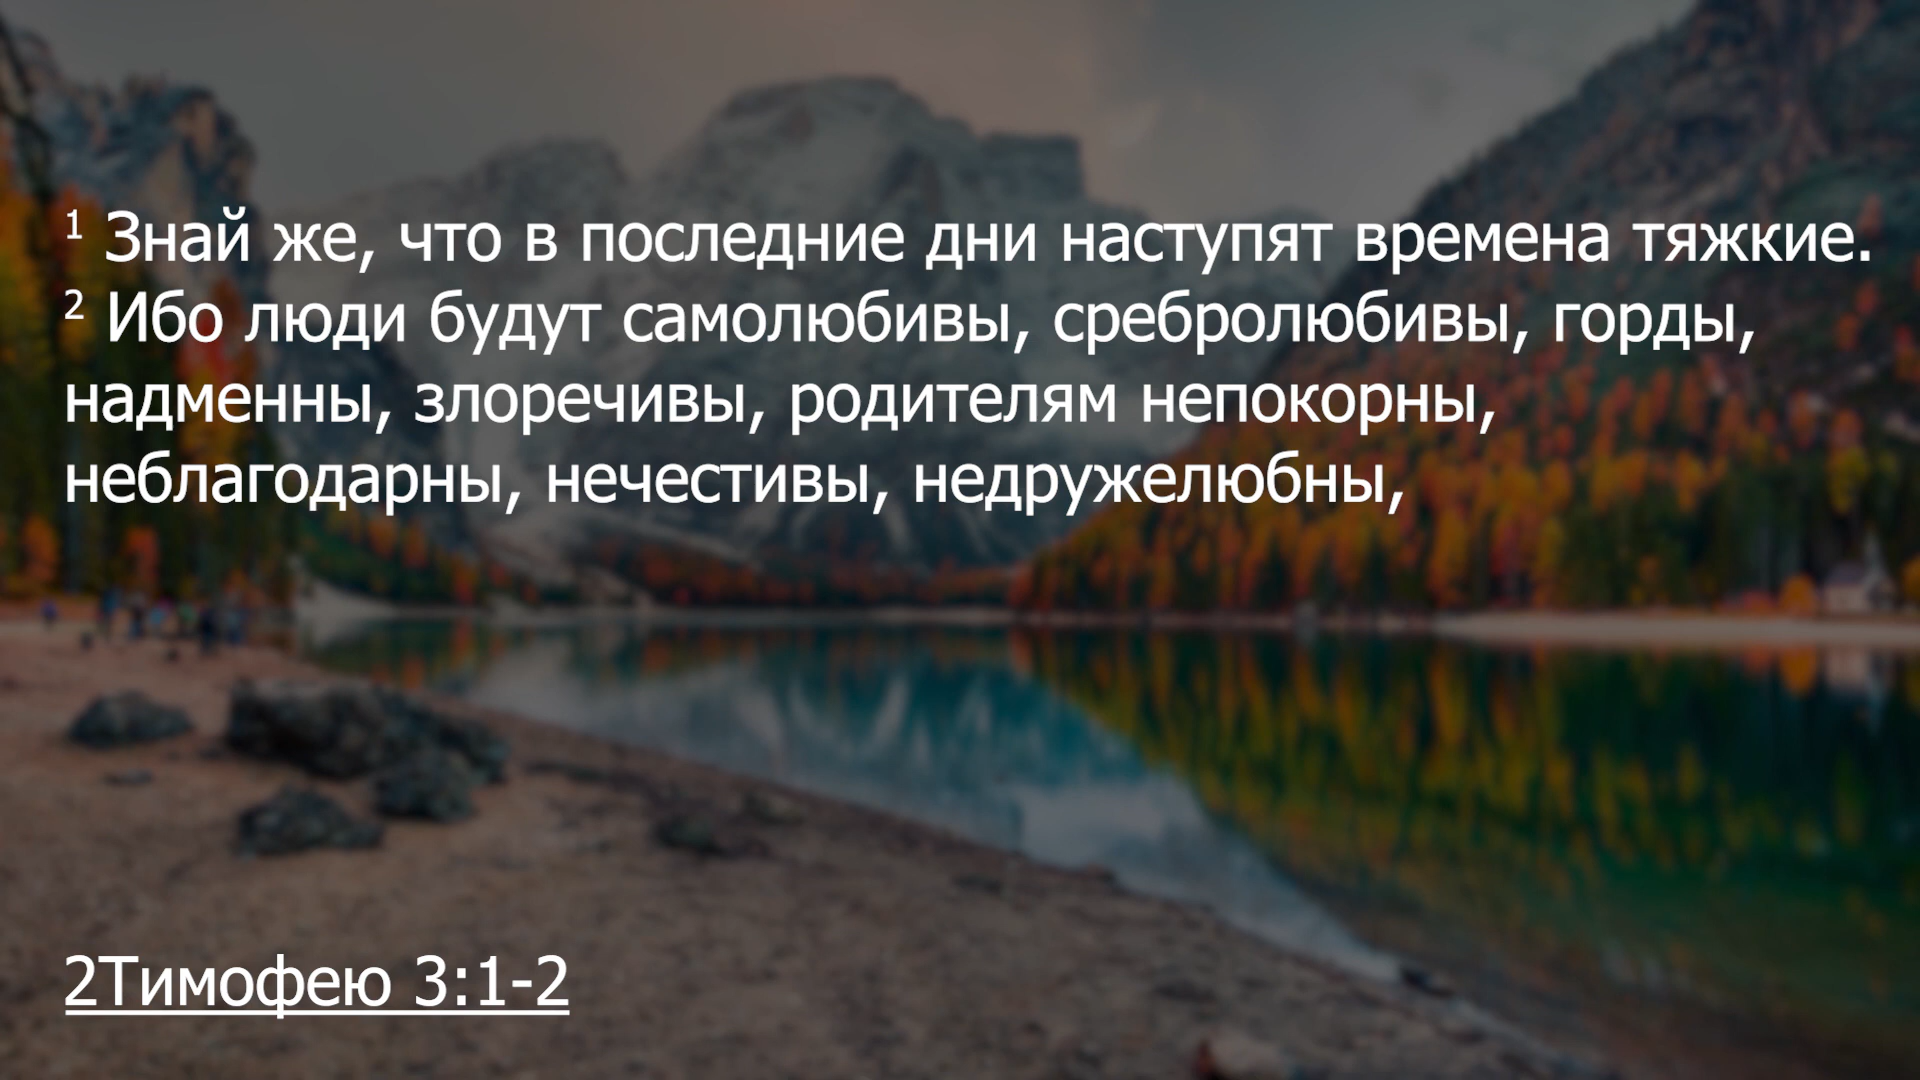 1 Знай же, что в последние дни наступят времена тяжкие.
2 Ибо люди будут самолюбивы, сребролюбивы, горды,
надменны, злоречивы, родителям непокорны,
неблагодарны, нечестивы, недружелюбны,
2Тимофею 3:1-2